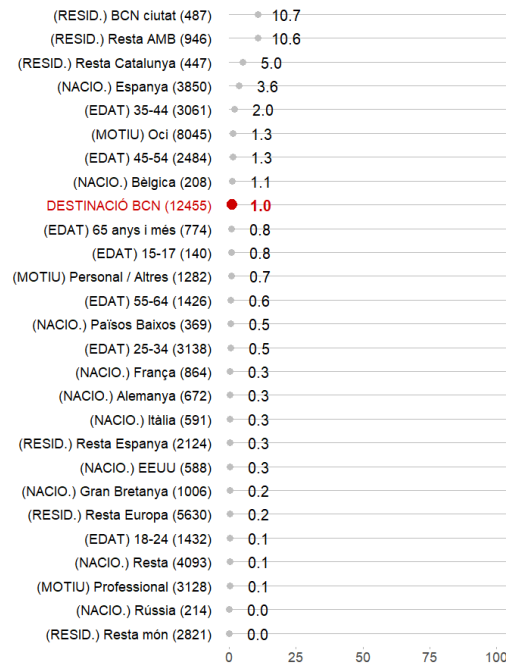 (RESID.) BCN ciutat (487) 10.7
(RESID.) Resta AMB (946) 10.6
(RESID.) Resta Catalunya (447) 5.0
(NACIO.) Espanya (3850) 3.6
(EDAT) 35-44 (3061) 2.0
(MOTIU) Oci (8045) 1.3
(EDAT) 45-54 (2484) 1.3
(NACIO.) Bèlgica (208) 1.1
DESTINACIÓ BCN (12455) 1.0
(EDAT) 65 anys i més (774) 0.8
(EDAT) 15-17 (140) 0.8
(MOTIU) Personal / Altres (1282) 0.7
(EDAT) 55-64 (1426) 0.6
(NACIO.) Països Baixos (369) 0.5
(EDAT) 25-34 (3138) 0.5
(NACIO.) França (864) 0.3
(NACIO.) Alemanya (672) 0.3
(NACIO.) Itàlia (591) 0.3
(RESID.) Resta Espanya (2124) 0.3
(NACIO.) EEUU (588) 0.3
(NACIO.) Gran Bretanya (1006) 0.2
(RESID.) Resta Europa (5630) 0.2
(EDAT) 18-24 (1432) 0.1
(NACIO.) Resta (4093) 0.1
(MOTIU) Professional (3128) 0.1
(NACIO.) Rússia (214) 0.0
(RESID.) Resta món (2821) 0.0
0 25 50 75 100